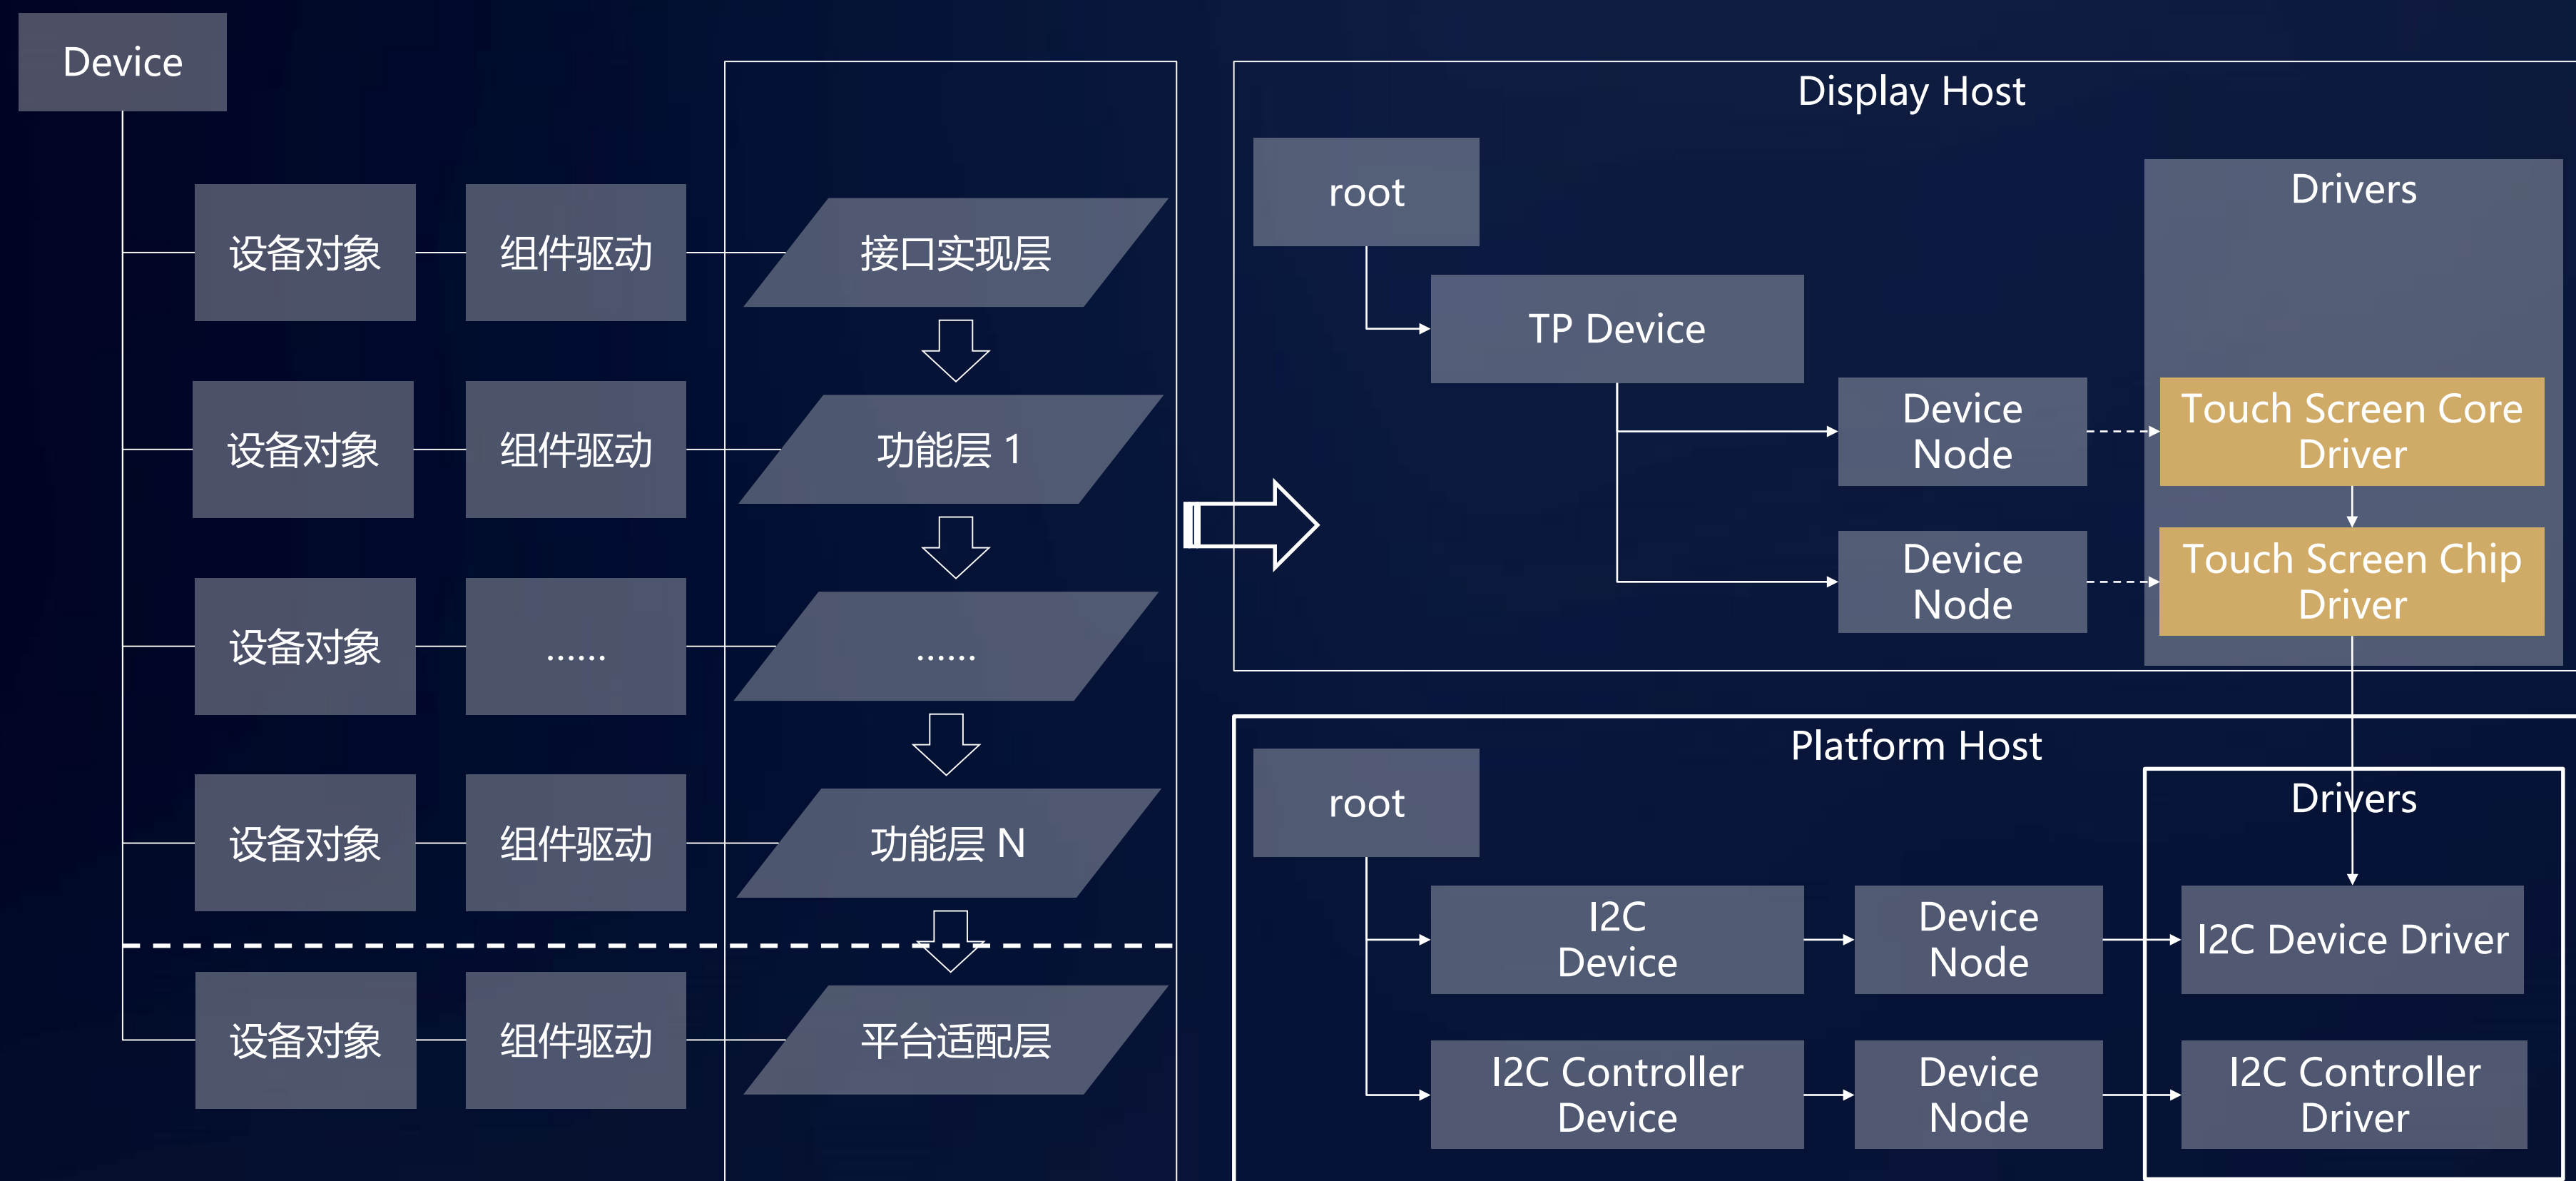 Device
设备对象
组件驱动
接口实现层
设备对象
组件驱动
功能层 1
设备对象
......
......
设备对象
组件驱动
功能层 N
设备对象
组件驱动
平台适配层
Display Host
root
Drivers
TP Device
Device
Node
Touch Screen Core
Driver
Device
Node
Touch Screen Chip
Driver
Platform Host
root
Drivers
I2C
Device
Device
Node
I2C Device Driver
I2C Controller
Device
Device
Node
I2C Controller
Driver